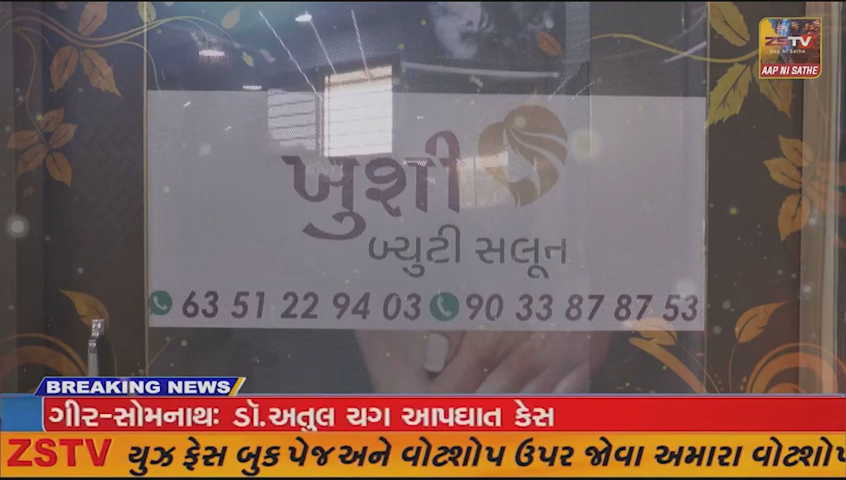 ZSTV
Aap Ni Sathe
AAP NI SATHE
ખુશી
બ્યુટી સલૂન
63 51 22 94 03 90 33 87 87 53
BREAKING NEWS
ગીર-સોમનાથઃ ડૉ.અતુલ ચગ આપઘાત કેસ
ZSTV યુઝ ફેસ બુક પેજ અને વોટશોપ ઉપર જોવા અમારા વોટશોપ